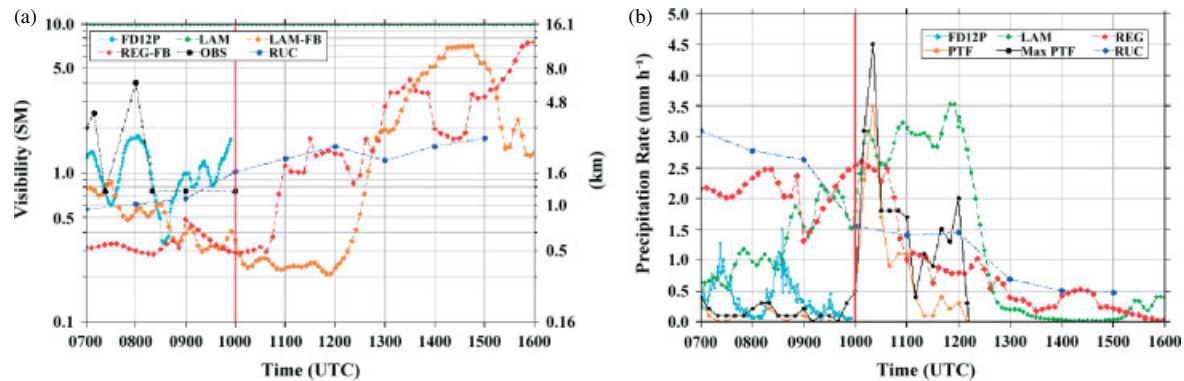 (a)
10.0
5.0
1.0
0.5
0.1
Visibility (SM)
FD12P LAM LAM-FB
REG-FB OBS RUC
16.1
8.0
4.8
1.6
1.0
0.5
0.16
(km)
0700 0800 0900 1000 1100 1200 1300 1400 1500 1600
Time (UTC)
(b)
5.0
4.5
4.0
3.5
3.0
2.5
2.0
1.5
1.0
0.5
0.0
Precipitation Rate (mm h⁻¹)
FD12P LAM REG
PTF Max PTF RUC
0700 0800 0900 1000 1100 1200 1300 1400 1500 1600
Time (UTC)